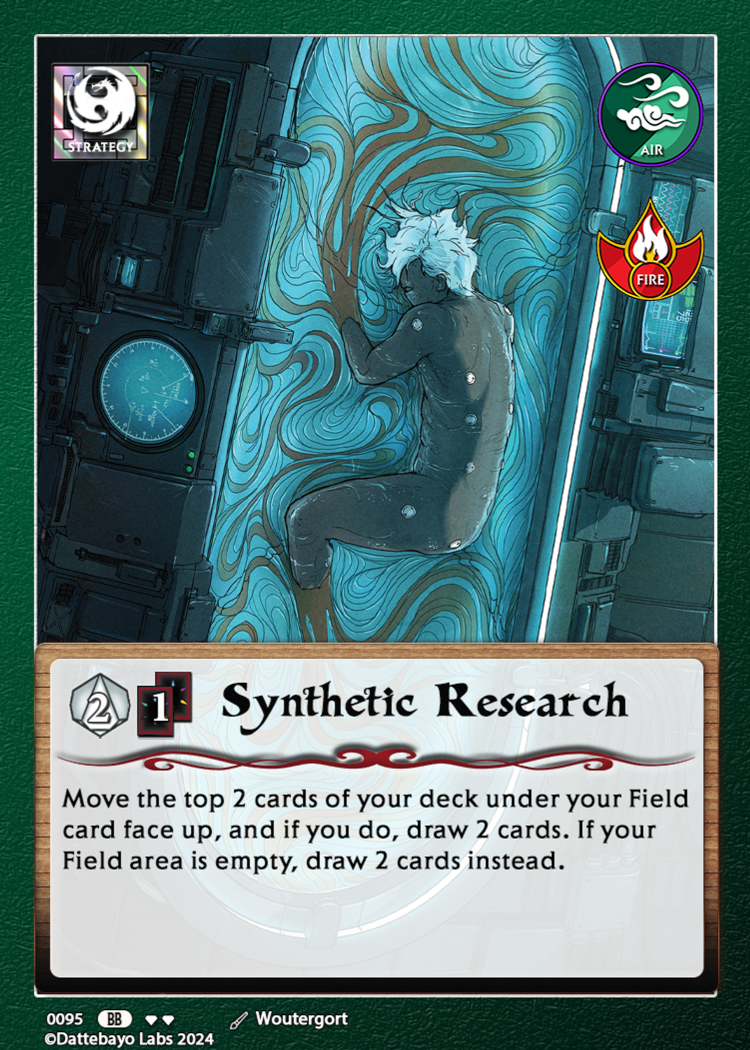 STRATEGY
AIR
FIRE
2 1 Synthetic Research
Move the top 2 cards of your deck under your Field
card face up, and if you do, draw 2 cards. If your
Field area is empty, draw 2 cards instead.
0095 BB Woutergort
©Dattebayo Labs 2024